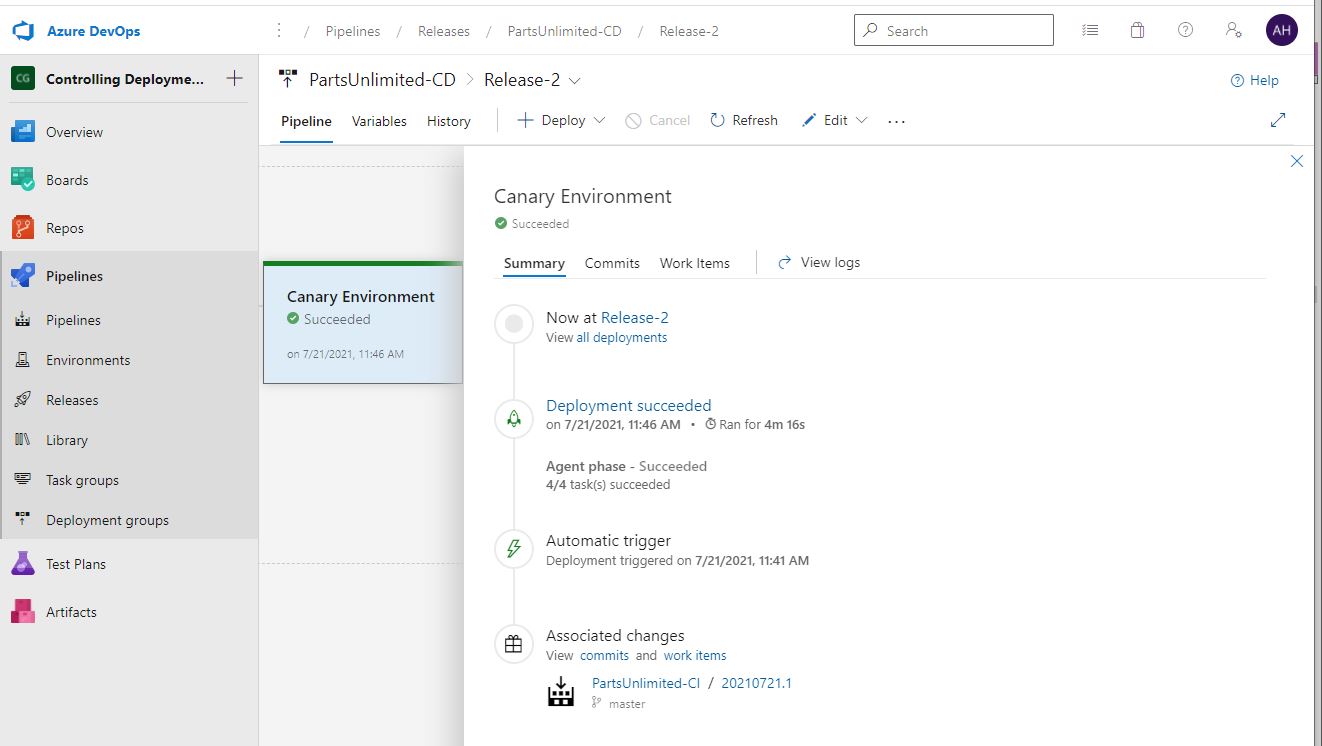 Azure DevOps
/ Pipelines / Releases / PartsUnlimited-CD / Release-2
Search
AH
CG Controlling Deployme...
Overview
Boards
Repos
Pipelines
Pipelines
Environments
Releases
Library
Task groups
Deployment groups
Test Plans
Artifacts
PartsUnlimited-CD > Release-2
Help
Pipeline Variables History Deploy Cancel Refresh Edit ...
Canary Environment
Succeeded
on 7/21/2021, 11:46 AM
Canary Environment
Succeeded
Summary Commits Work Items View logs
Now at Release-2
View all deployments
Deployment succeeded
on 7/21/2021, 11:46 AM • Ran for 4m 16s
Agent phase - Succeeded
4/4 task(s) succeeded
Automatic trigger
Deployment triggered on 7/21/2021, 11:41 AM
Associated changes
View commits and work items
PartsUnlimited-CI / 20210721.1
master